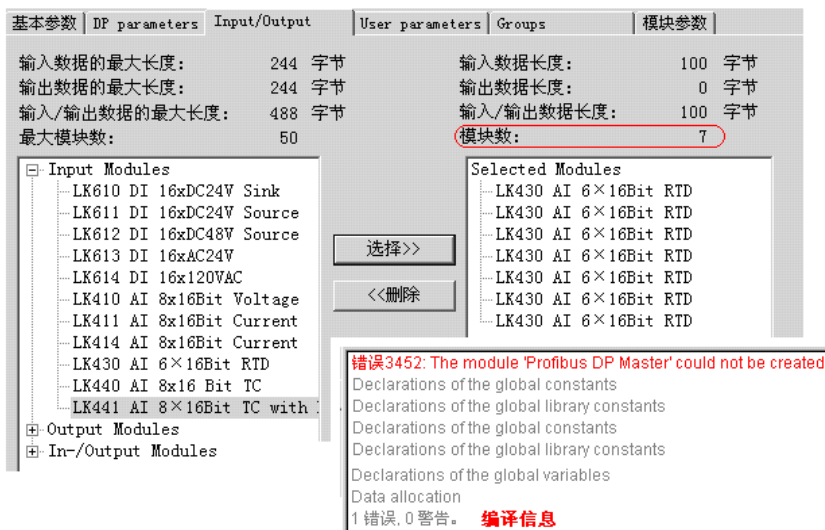 基本参数 DP parameters Input/Output User parameters Groups 模块参数
输入数据的最大长度: 244 字节
输出数据的最大长度: 244 字节
输入/输出数据的最大长度: 488 字节
最大模块数: 50
输入数据长度: 100 字节
输出数据长度: 0 字节
输入/输出数据长度: 100 字节
模块数: 7
Input Modules
LK610 DI 16xDC24V Sink
LK611 DI 16xDC24V Source
LK612 DI 16xDC48V Source
LK613 DI 16xAC24V
LK614 DI 16x120VAC
LK410 AI 8x16Bit Voltage
LK411 AI 8x16Bit Current
LK414 AI 8x16Bit Current
LK430 AI 6×16Bit RTD
LK440 AI 8x16 Bit TC
LK441 AI 8×16Bit TC with
Output Modules
In-/Output Modules
选择>>
<<删除
Selected Modules
LK430 AI 6×16Bit RTD
LK430 AI 6×16Bit RTD
LK430 AI 6×16Bit RTD
LK430 AI 6×16Bit RTD
LK430 AI 6×16Bit RTD
LK430 AI 6×16Bit RTD
LK430 AI 6×16Bit RTD
错误3452: The module 'Profibus DP Master' could not be created
Declarations of the global constants
Declarations of the global library constants
Declarations of the global constants
Declarations of the global library constants
Declarations of the global variables
Data allocation
1 错误, 0 警告。 编译信息